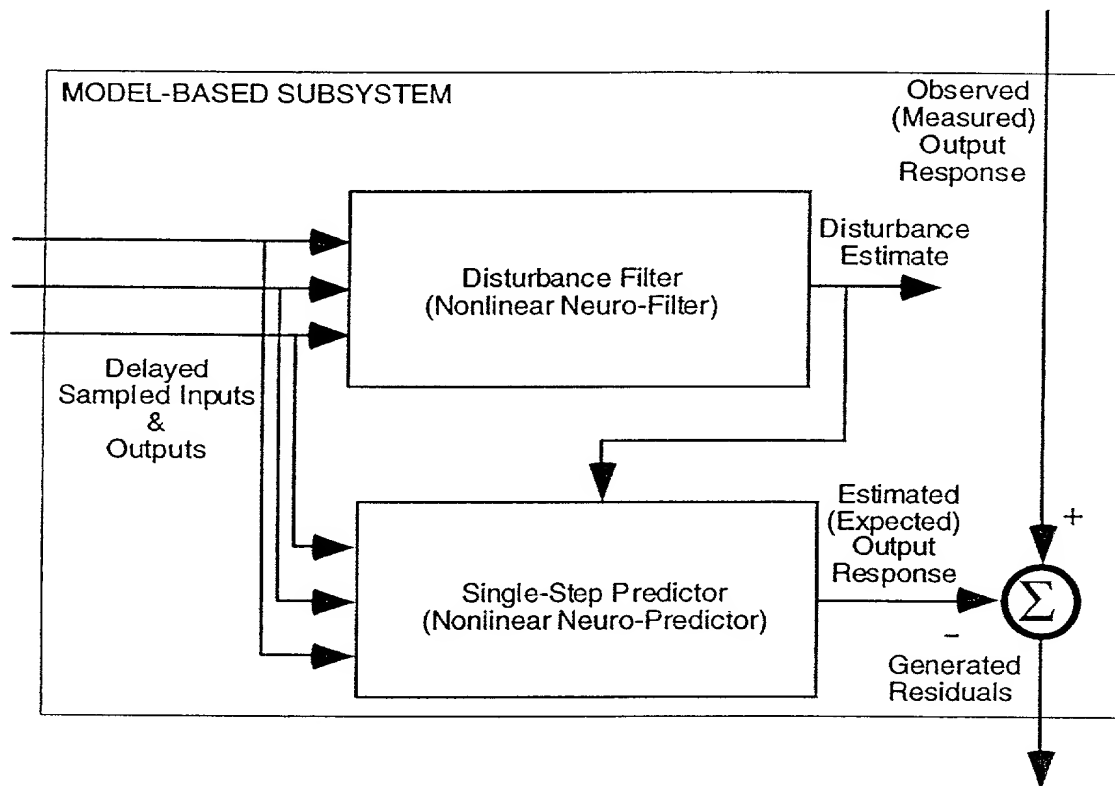 MODEL-BASED SUBSYSTEM
Observed
(Measured)
Output
Response
Disturbance Filter
(Nonlinear Neuro-Filter)
Disturbance
Estimate
Delayed
Sampled Inputs
&
Outputs
Single-Step Predictor
(Nonlinear Neuro-Predictor)
Estimated
(Expected)
Output
Response
+
Σ
−
Generated
Residuals